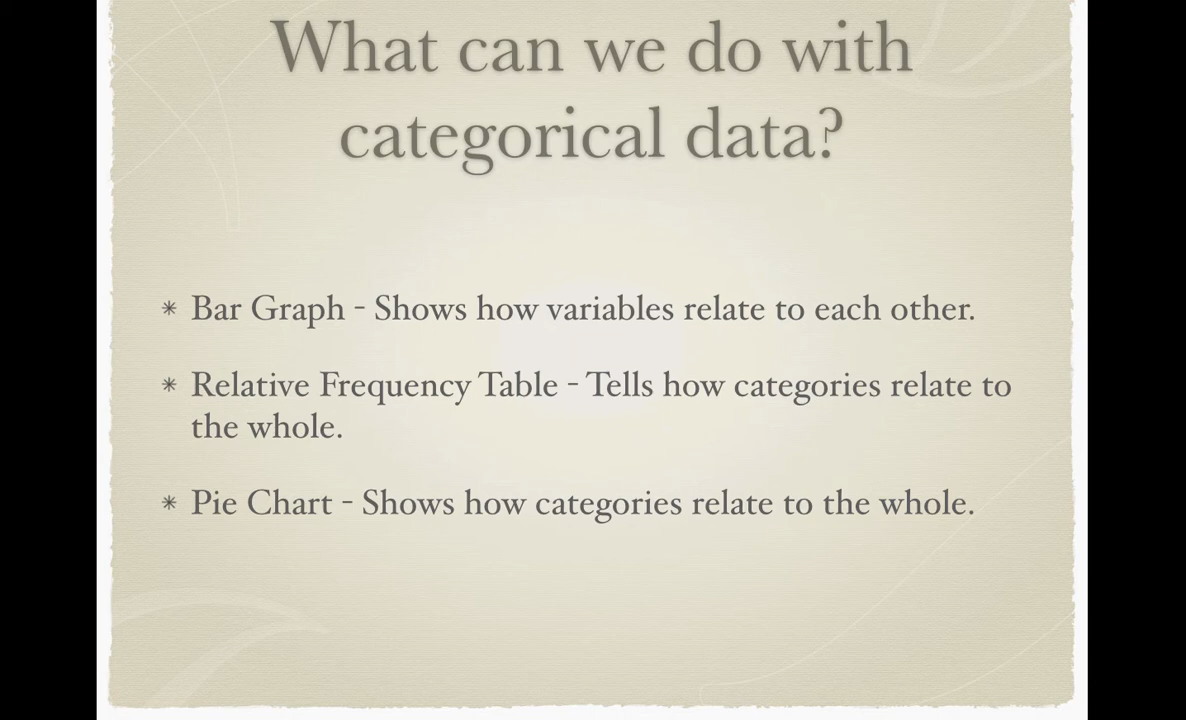 What can we do with
categorical data?
* Bar Graph - Shows how variables relate to each other.
* Relative Frequency Table - Tells how categories relate to
the whole.
* Pie Chart - Shows how categories relate to the whole.